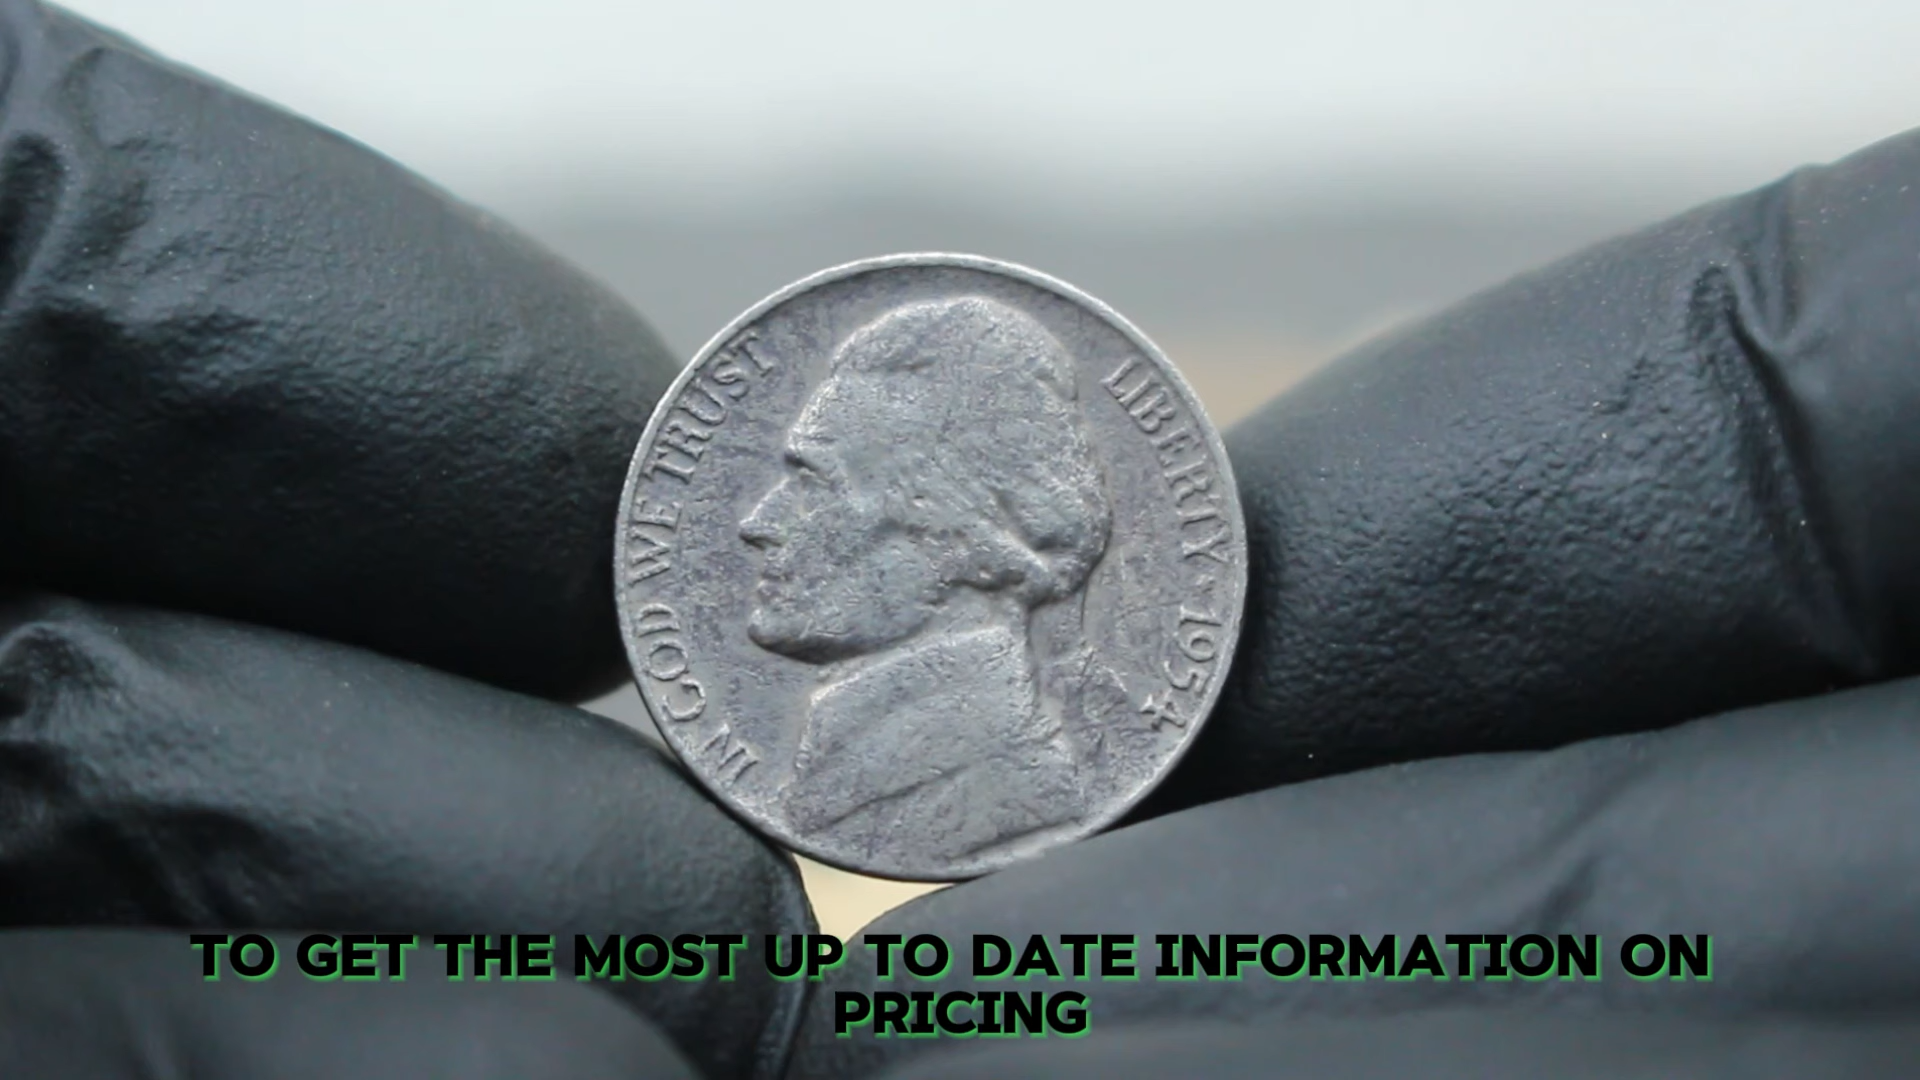 IN GOD WE TRUST
LIBERTY * 1954
TO GET THE MOST UP TO DATE INFORMATION ON
PRICING